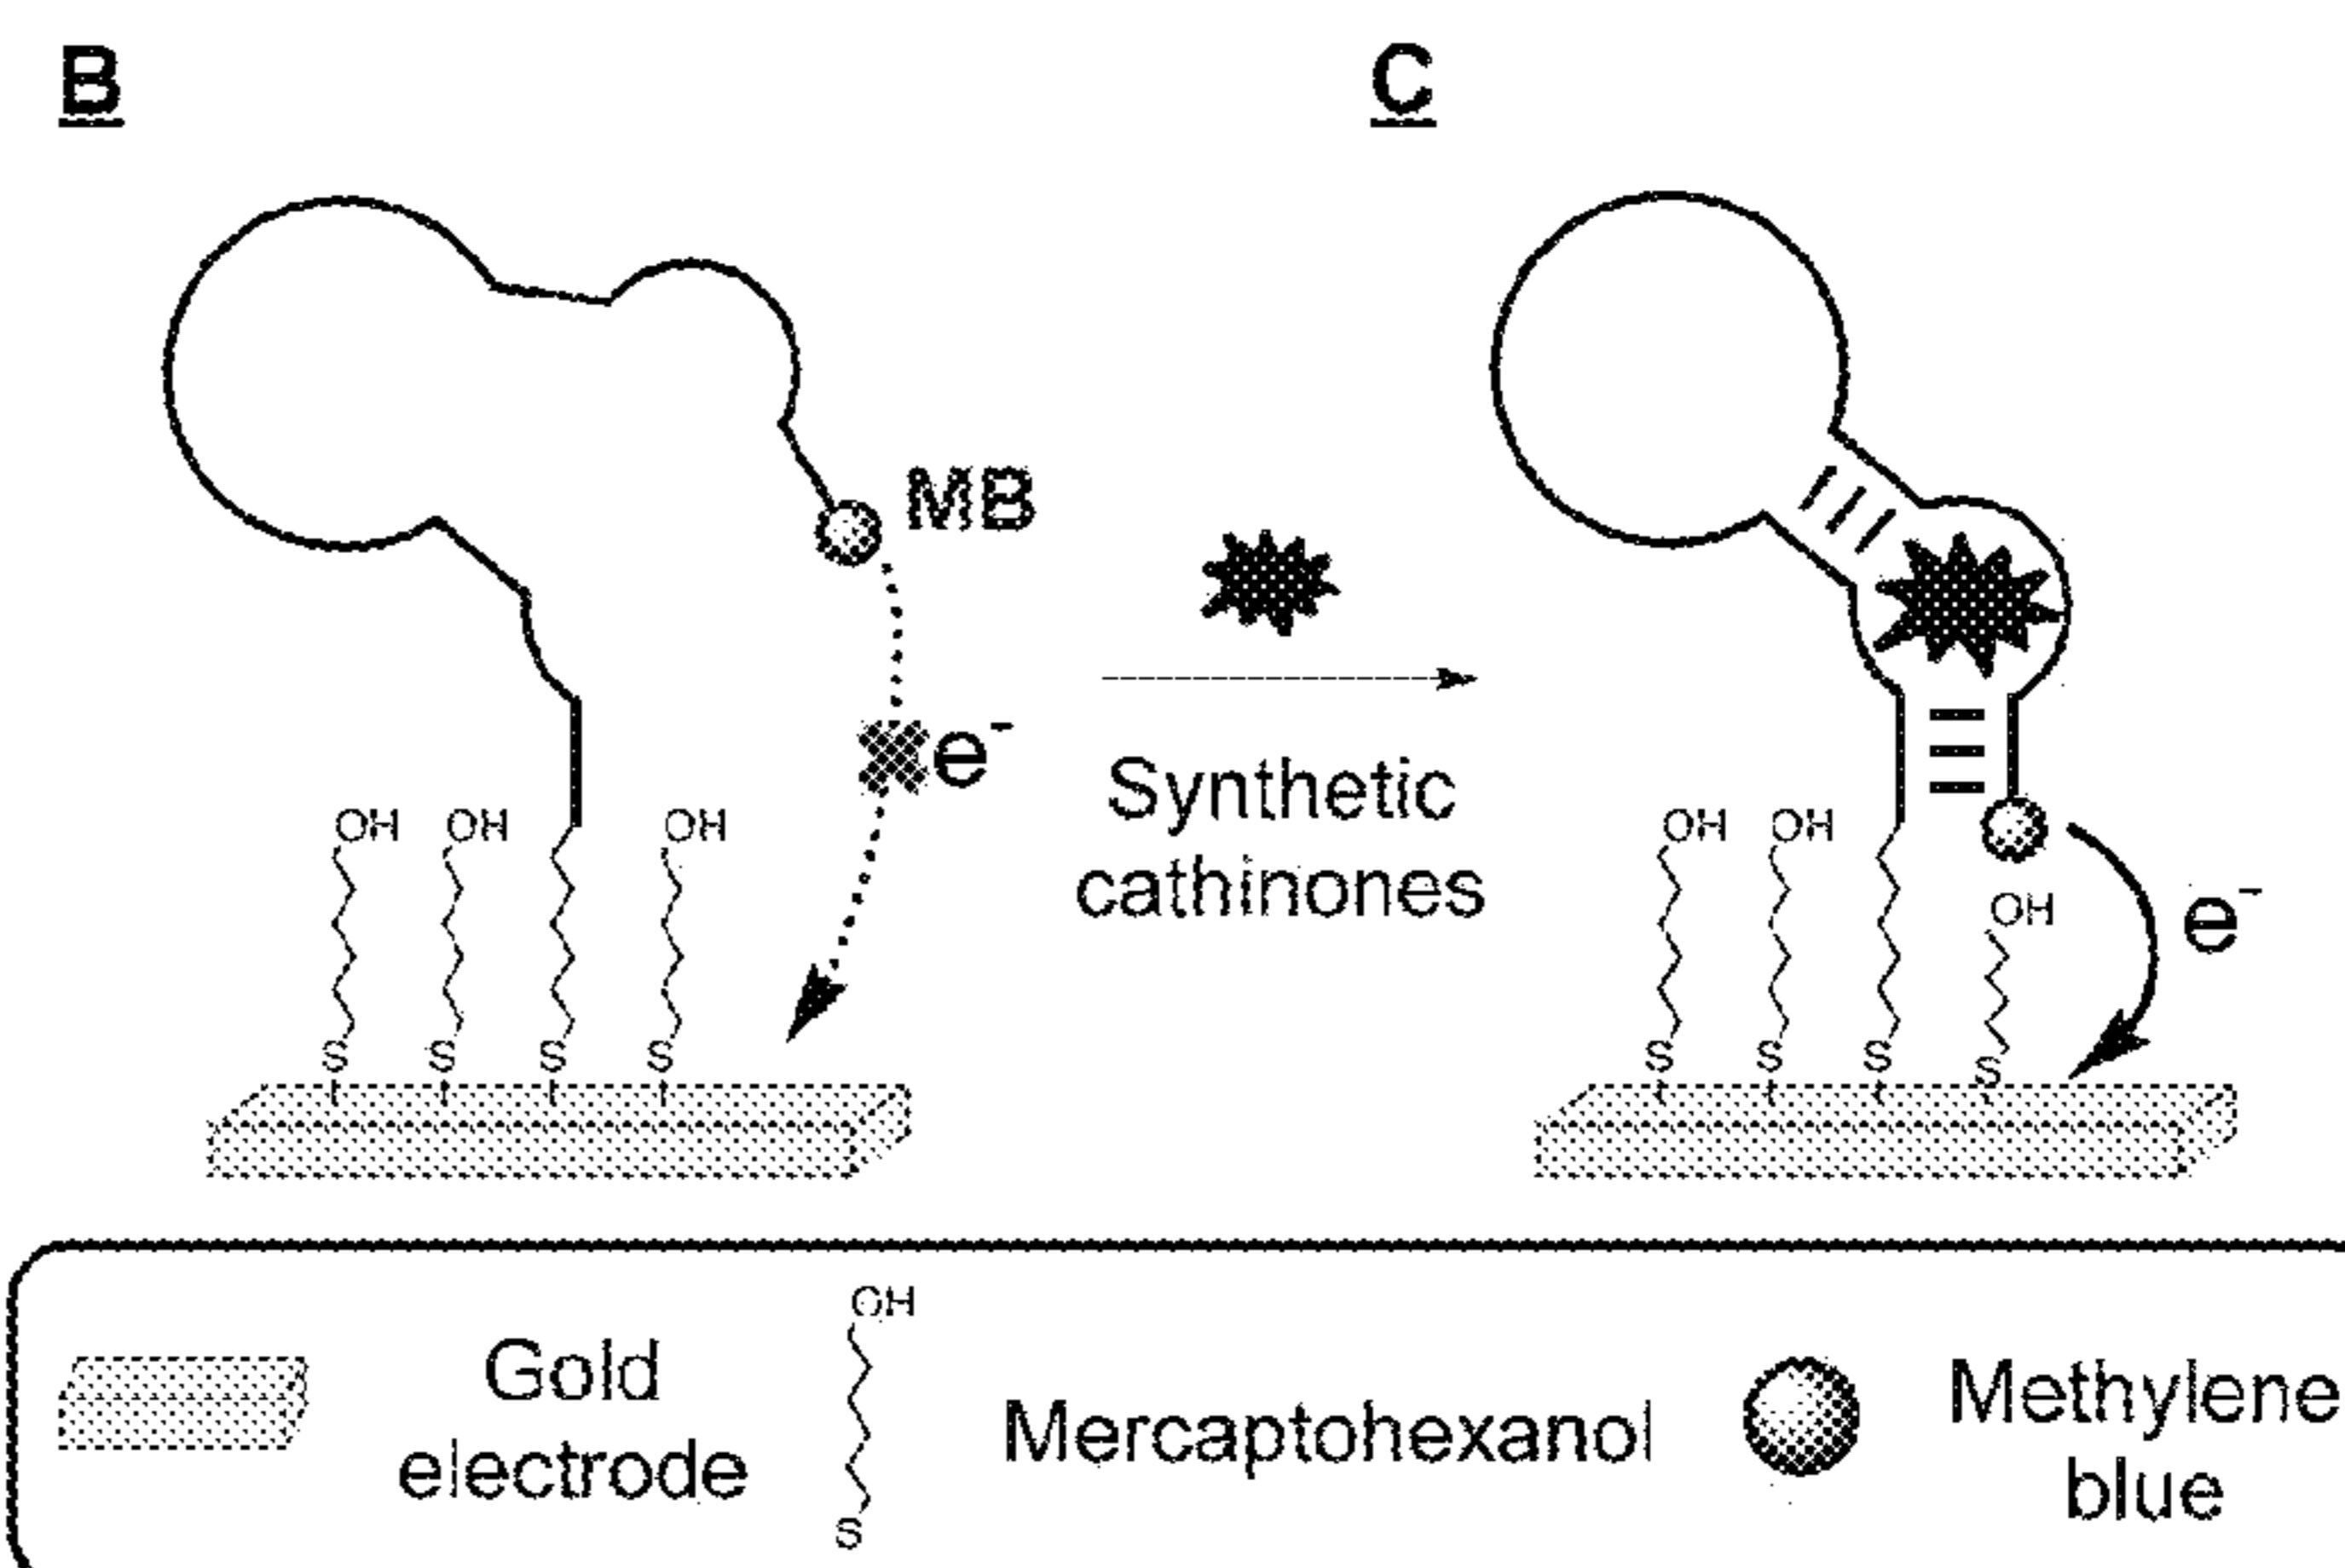 B
C
MB
e⁻
Synthetic
cathinones
OH OH OH
S S S S
OH OH
OH
e⁻
S S S S
Gold
electrode
OH
S
Mercaptohexanol
Methylene
blue